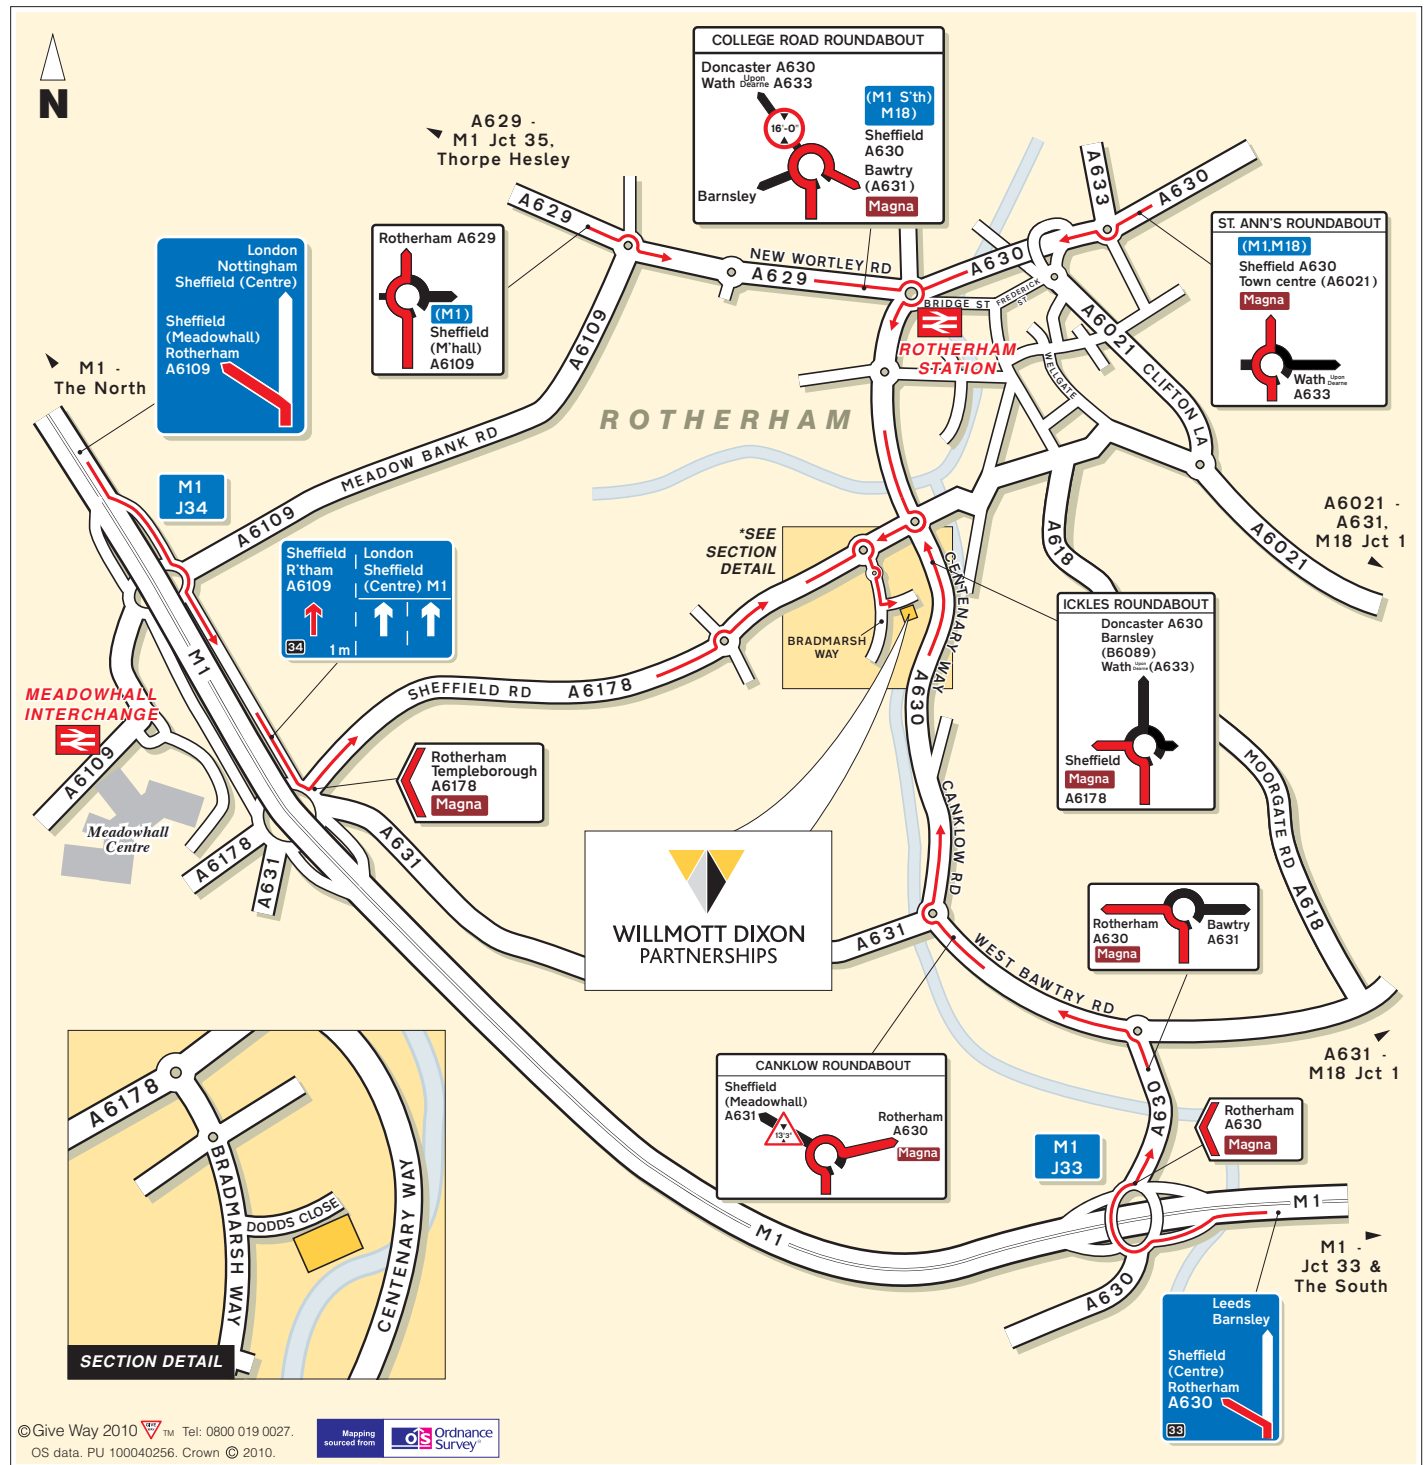 N
A629 -
M1 Jct 35,
Thorpe Hesley
COLLEGE ROAD ROUNDABOUT
Doncaster A630
Wath Upon Dearne A633
16'-0"
(M1 S'th)
M18)
Sheffield
A630
Bawtry
(A631)
Magna
Barnsley
A629
Rotherham A629
(M1)
Sheffield
(M'hall)
A6109
NEW WORTLEY RD
A629
A630
A633
A630
ST. ANN'S ROUNDABOUT
(M1,M18)
Sheffield A630
Town centre (A6021)
Magna
Wath Upon Dearne
A633
London
Nottingham
Sheffield (Centre)
Sheffield
(Meadowhall)
Rotherham
A6109
BRIDGE ST
FREDERICK ST
ROTHERHAM
STATION
WELLGATE
A6021
CLIFTON LA
A6109
M1 -
The North
ROTHERHAM
MEADOW BANK RD
A6109
M1
J34
A6021 -
A631,
M18 Jct 1
A6021
A618
*SEE
SECTION
DETAIL
Sheffield
R'tham
A6109
London
Sheffield
(Centre) M1
34
1m
M1
CENTENARY WAY
BRADMARSH
WAY
ICKLES ROUNDABOUT
Doncaster A630
Barnsley
(B6089)
Wath Upon Dearne (A633)
Sheffield
Magna
A6178
MEADOWHALL
INTERCHANGE
A6109
SHEFFIELD RD
A6178
A630
Rotherham
Templeborough
A6178
Magna
Meadowhall
Centre
A6178
A631
A631
CANKLOW RD
MOORGATE RD
A618
WILLMOTT DIXON
PARTNERSHIPS
A631
WEST BAWTRY RD
Rotherham
A630
Magna
Bawtry
A631
A631 -
M18 Jct 1
CANKLOW ROUNDABOUT
Sheffield
(Meadowhall)
A631
13'3"
Rotherham
A630
Magna
A630
Rotherham
A630
Magna
M1
J33
M1
M1
M1 -
Jct 33 &
The South
A630
Leeds
Barnsley
Sheffield
(Centre)
Rotherham
A630
33
A6178
BRADMARSH WAY
DODDS CLOSE
CENTENARY WAY
SECTION DETAIL
© Give Way 2010 GIVE WAY TM Tel: 0800 019 0027.
OS data. PU 100040256. Crown © 2010.
Mapping
sourced from
OS Ordnance
Survey®